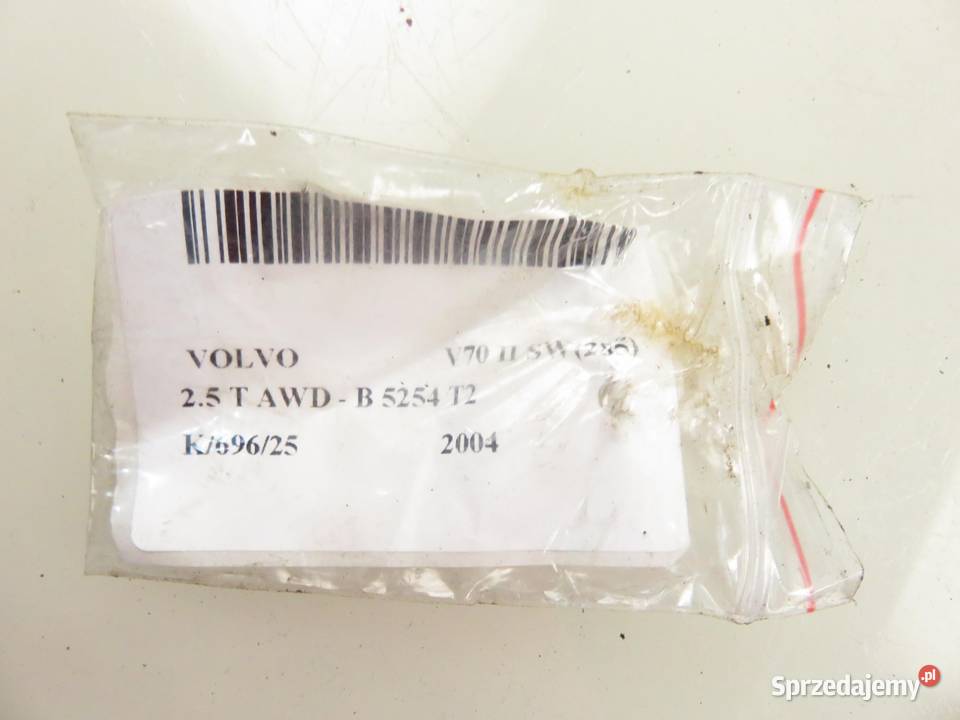 VOLVO V70 II SW (285)
2.5 T AWD - B 5254 T2
K/696/25 2004
Sprzedajemy.pl